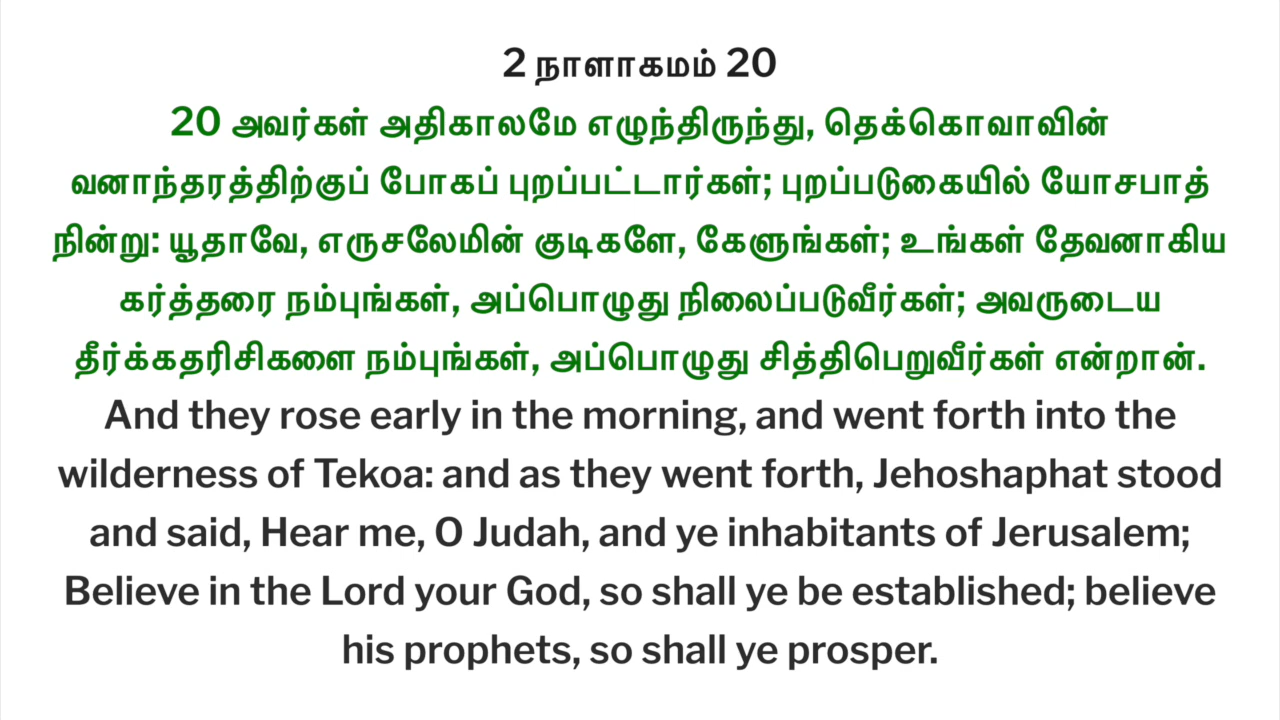 2 நாளாகமம் 20
20 அவர்கள் அதிகாலமே எழுந்திருந்து, தெக்கொவாவின்
வனாந்தரத்திற்குப் போகப் புறப்பட்டார்கள்; புறப்படுகையில் யோசபாத்
நின்று: யூதாவே, எருசலேமின் குடிகளே, கேளுங்கள்; உங்கள் தேவனாகிய
கர்த்தரை நம்புங்கள், அப்பொழுது நிலைப்படுவீர்கள்; அவருடைய
தீர்க்கதரிசிகளை நம்புங்கள், அப்பொழுது சித்திபெறுவீர்கள் என்றான்.
And they rose early in the morning, and went forth into the
wilderness of Tekoa: and as they went forth, Jehoshaphat stood
and said, Hear me, O Judah, and ye inhabitants of Jerusalem;
Believe in the Lord your God, so shall ye be established; believe
his prophets, so shall ye prosper.